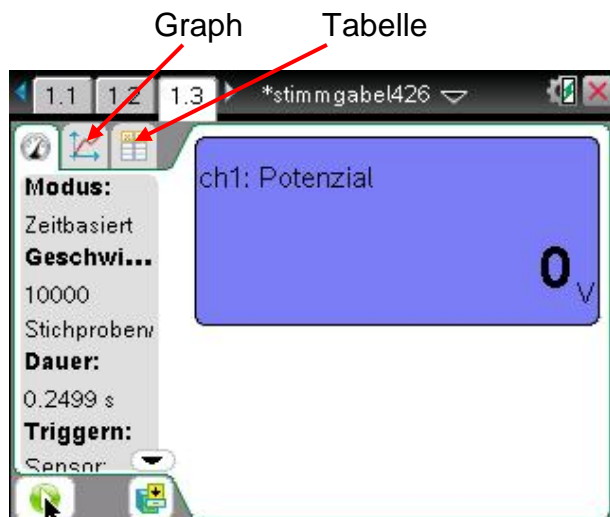 Graph Tabelle
1.1 1.2 1.3 *stimmgabel426
Modus:
Zeitbasiert
Geschwi...
10000
Stichproben/
Dauer:
0.2499 s
Triggern:
Sensor:
ch1: Potenzial
0 V